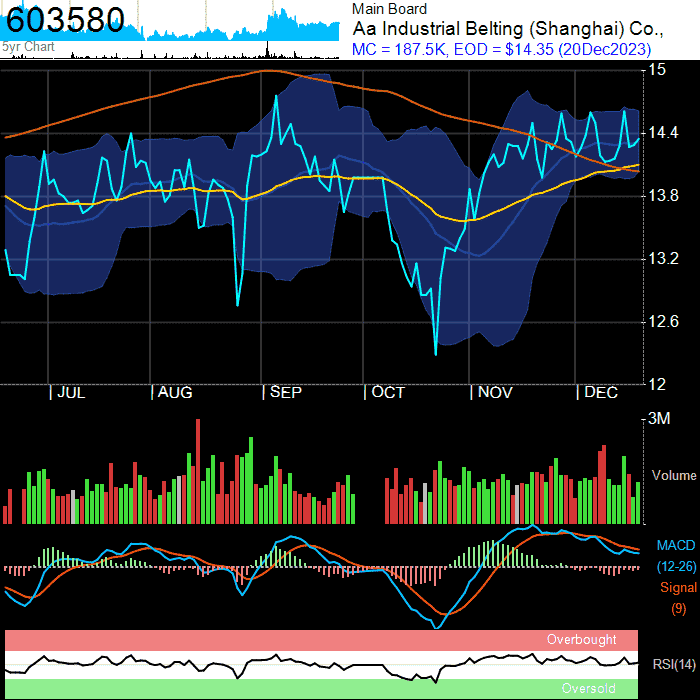 603580
5yr Chart
Main Board
Aa Industrial Belting (Shanghai) Co.,
MC = 187.5K, EOD = $14.35 (20Dec2023)
15
14.4
13.8
13.2
12.6
12
| JUL | AUG | SEP | OCT | NOV | DEC
3M
Volume
MACD
(12-26)
Signal
(9)
Overbought
RSI(14)
Oversold